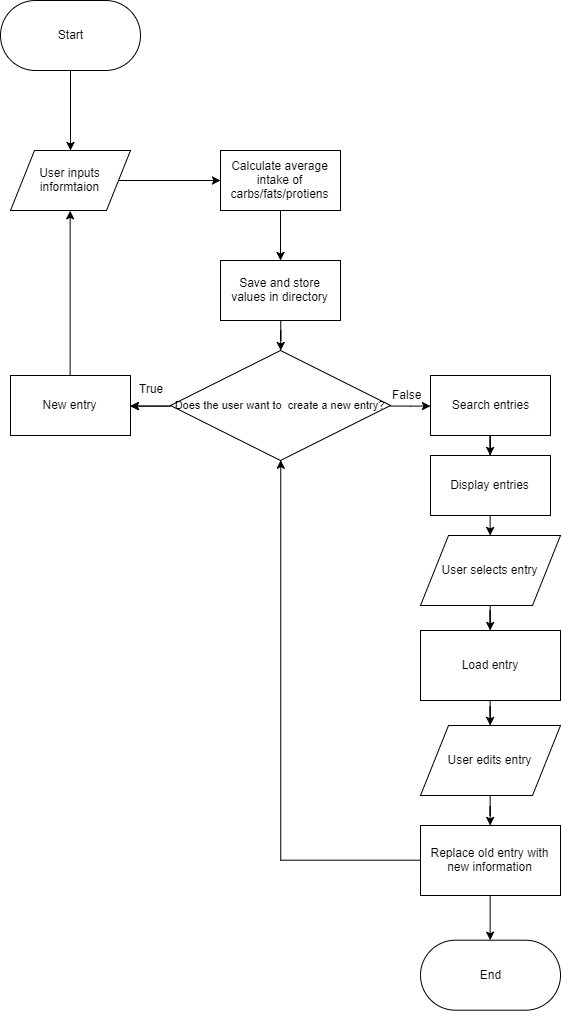 Start
User inputs
informtaion
Calculate average
intake of
carbs/fats/protiens
Save and store
values in directory
True
Does the user want to  create a new entry?
False
New entry
Search entries
Display entries
User selects entry
Load entry
User edits entry
Replace old entry with
new information
End